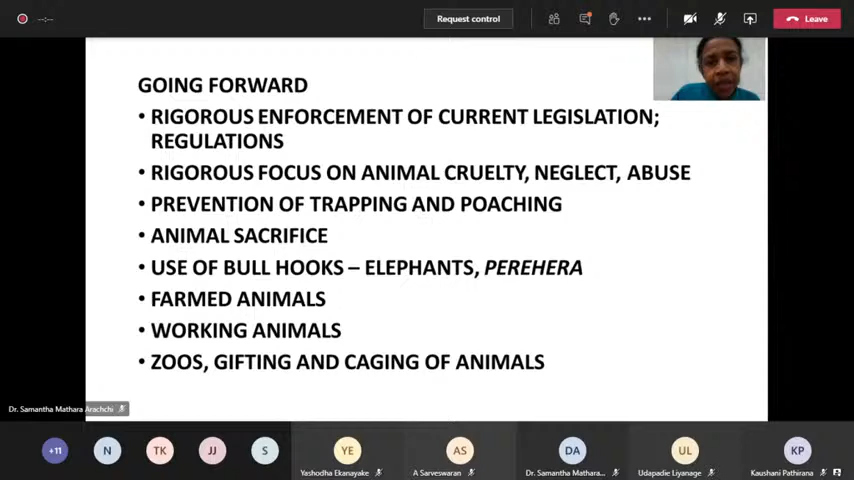 --:--
Request control
Leave
GOING FORWARD
• RIGOROUS ENFORCEMENT OF CURRENT LEGISLATION;
REGULATIONS
• RIGOROUS FOCUS ON ANIMAL CRUELTY, NEGLECT, ABUSE
• PREVENTION OF TRAPPING AND POACHING
• ANIMAL SACRIFICE
• USE OF BULL HOOKS – ELEPHANTS, PEREHERA
• FARMED ANIMALS
• WORKING ANIMALS
• ZOOS, GIFTING AND CAGING OF ANIMALS
Dr. Samantha Mathara Arachchi
+11 N TK JJ S YE AS DA UL KP
Yashodha Ekanayake A Sarveswaran Dr. Samantha Mathara... Udapadie Liyanage Kaushani Pathirana